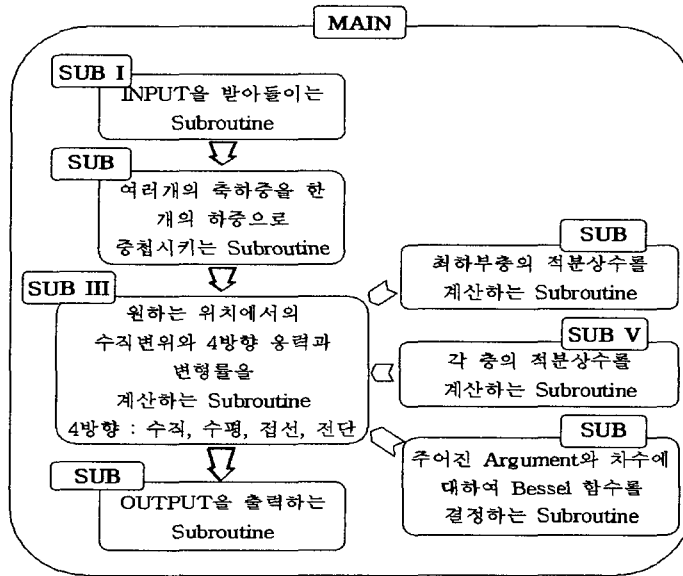 MAIN
SUB I
INPUT을 받아들이는
Subroutine
SUB
여러개의 축하중을 한
개의 하중으로
중첩시키는 Subroutine
SUB III
원하는 위치에서의
수직변위와 4방향 응력과
변형률을
계산하는 Subroutine
4방향 : 수직, 수평, 접선, 전단
SUB
OUTPUT을 출력하는
Subroutine
SUB
최하부층의 적분상수를
계산하는 Subroutine
SUB V
각 층의 적분상수를
계산하는 Subroutine
SUB
주어진 Argument와 차수에
대하여 Bessel 함수를
결정하는 Subroutine